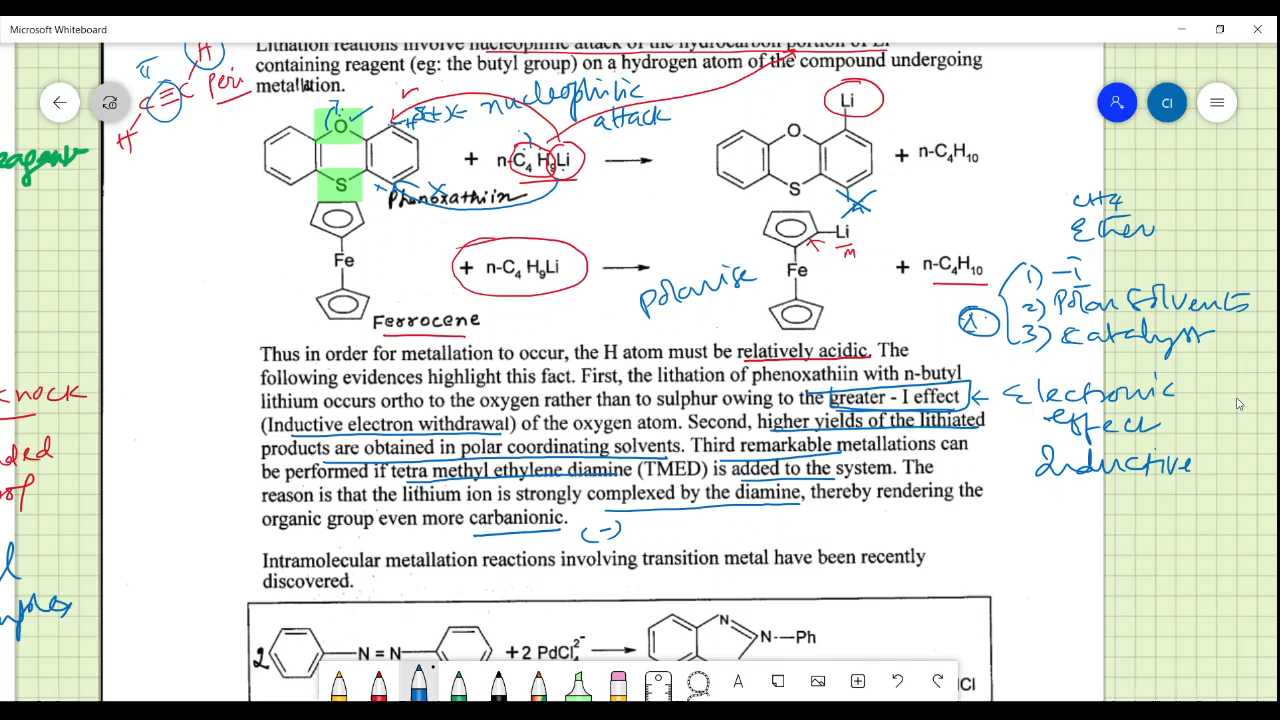 Microsoft Whiteboard
Lithation reations involve nucleophilic attack of the hydrocarbon portion of Li
containing reagent (eg: the butyl group) on a hydrogen atom of the compound undergoing
metallation.
H
C≡C
Peri
H
nucleophilic
attack
Li
CI
O
O
+ n-C4H9Li
+ n-C4H10
S
S
Phenoxathiin
CH4
Ether
Li
M
Fe
+ n-C4H9Li
Fe
+ n-C4H10
polarise
1) -i
2) Polar Solvents
3) Catalyst
Ferrocene
Thus in order for metallation to occur, the H atom must be relatively acidic. The
following evidences highlight this fact. First, the lithation of phenoxathiin with n-butyl
lithium occurs ortho to the oxygen rather than to sulphur owing to the greater - I effect
(Inductive electron withdrawal) of the oxygen atom. Second, higher yields of the lithiated
products are obtained in polar coordinating solvents. Third remarkable metallations can
be performed if tetra methyl ethylene diamine (TMED) is added to the system. The
reason is that the lithium ion is strongly complexed by the diamine, thereby rendering the
organic group even more carbanionic.
(-)
Electronic
effect
Inductive
knock
Intramolecular metallation reactions involving transition metal have been recently
discovered.
2
N = N
+2 PdCl4 2-
N
N—Ph
Cl